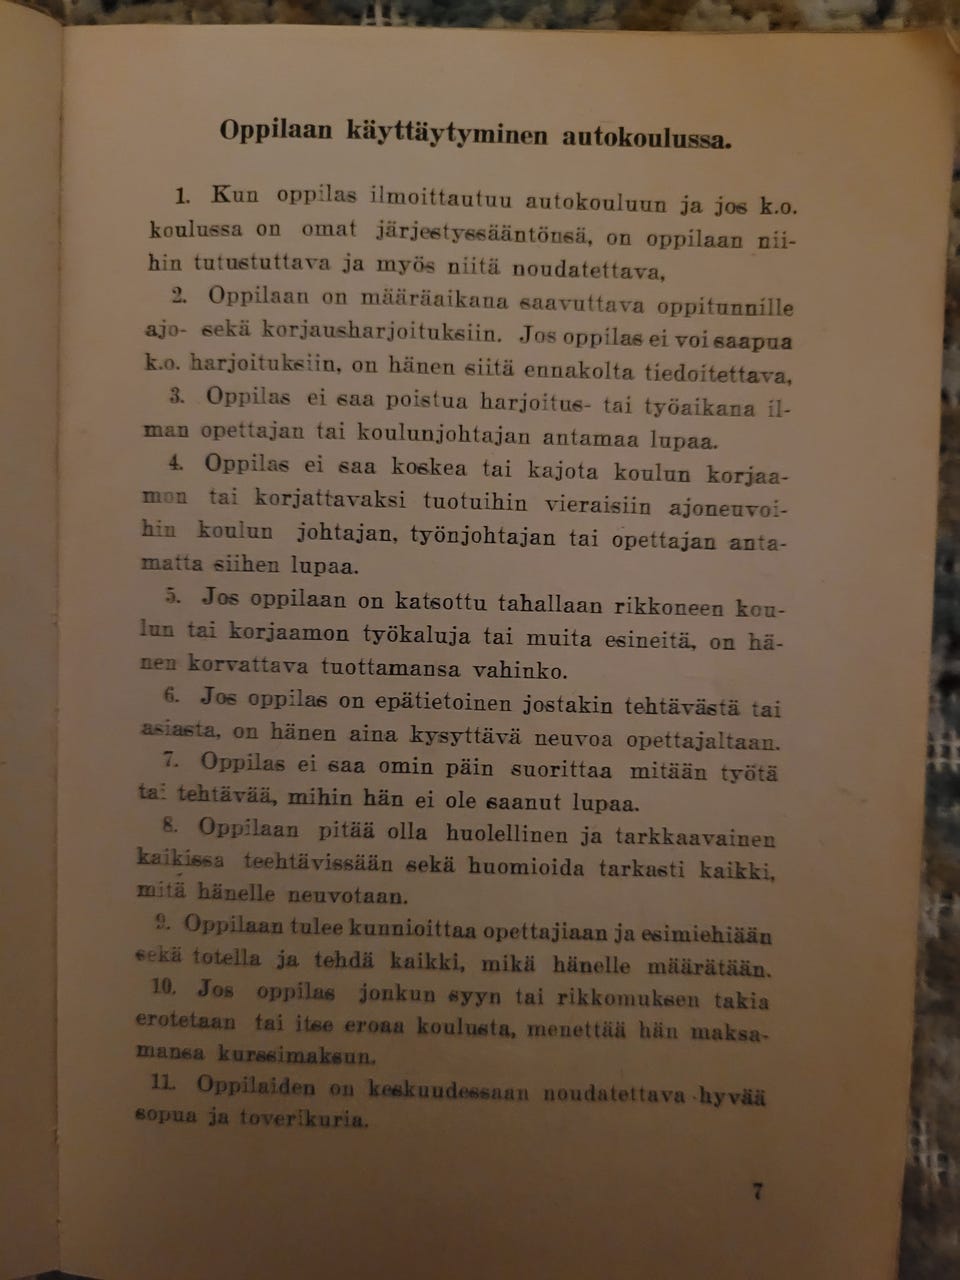 Oppilaan käyttäytyminen autokoulussa.
1. Kun oppilas ilmoittautuu autokouluun ja jos k.o.
koulussa on omat järjestyssääntönsä, on oppilaan nii-
hin tutustuttava ja myös niitä noudatettava,
2. Oppilaan on määräaikana saavuttava oppitunnille
ajo- sekä korjausharjoituksiin. Jos oppilas ei voi saapua
k.o. harjoituksiin, on hänen siitä ennakolta tiedoitettava,
3. Oppilas ei saa poistua harjoitus- tai työaikana il-
man opettajan tai koulunjohtajan antamaa lupaa.
4. Oppilas ei saa koskea tai kajota koulun korjaa-
mon tai korjattavaksi tuotuihin vieraisiin ajoneuvoi-
hin koulun johtajan, työnjohtajan tai opettajan anta-
matta siihen lupaa.
5. Jos oppilaan on katsottu tahallaan rikkoneen kou-
lun tai korjaamon työkaluja tai muita esineitä, on hä-
nen korvattava tuottamansa vahinko.
6. Jos oppilas on epätietoinen jostakin tehtävästä tai
asiasta, on hänen aina kysyttävä neuvoa opettajaltaan.
7. Oppilas ei saa omin päin suorittaa mitään työtä
tai tehtävää, mihin hän ei ole saanut lupaa.
8. Oppilaan pitää olla huolellinen ja tarkkaavainen
kaikissa teehtävissään sekä huomioida tarkasti kaikki,
mitä hänelle neuvotaan.
9. Oppilaan tulee kunnioittaa opettajiaan ja esimiehiään
sekä totella ja tehdä kaikki, mikä hänelle määrätään.
10. Jos oppilas jonkun syyn tai rikkomuksen takia
erotetaan tai itse eroaa koulusta, menettää hän maksa-
mansa kurssimaksun.
11. Oppilaiden on keskuudessaan noudatettava hyvää
sopua ja toverikuria.
7